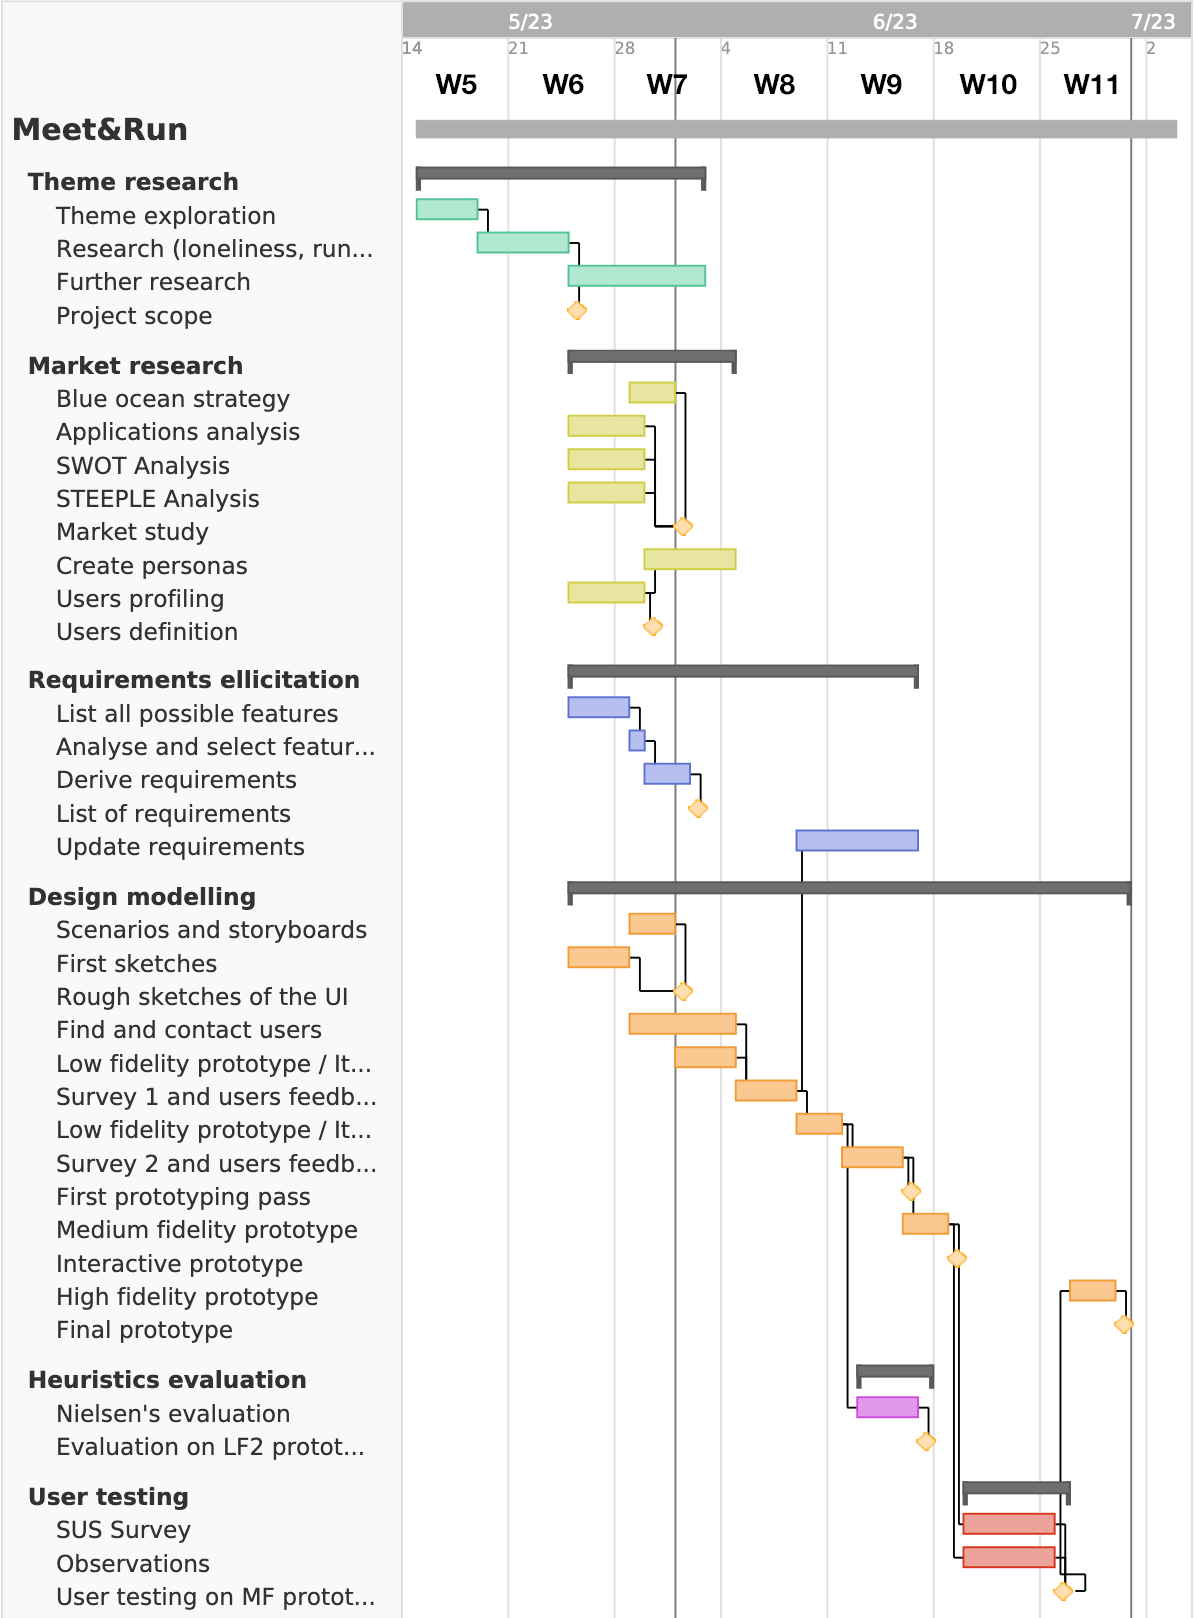 5/23 6/23 7/23
14 21 28 4 11 18 25 2
W5 W6 W7 W8 W9 W10 W11
Meet&Run
Theme research
Theme exploration
Research (loneliness, run...
Further research
Project scope
Market research
Blue ocean strategy
Applications analysis
SWOT Analysis
STEEPLE Analysis
Market study
Create personas
Users profiling
Users definition
Requirements ellicitation
List all possible features
Analyse and select featur...
Derive requirements
List of requirements
Update requirements
Design modelling
Scenarios and storyboards
First sketches
Rough sketches of the UI
Find and contact users
Low fidelity prototype / It...
Survey 1 and users feedb...
Low fidelity prototype / It...
Survey 2 and users feedb...
First prototyping pass
Medium fidelity prototype
Interactive prototype
High fidelity prototype
Final prototype
Heuristics evaluation
Nielsen's evaluation
Evaluation on LF2 protot...
User testing
SUS Survey
Observations
User testing on MF protot...